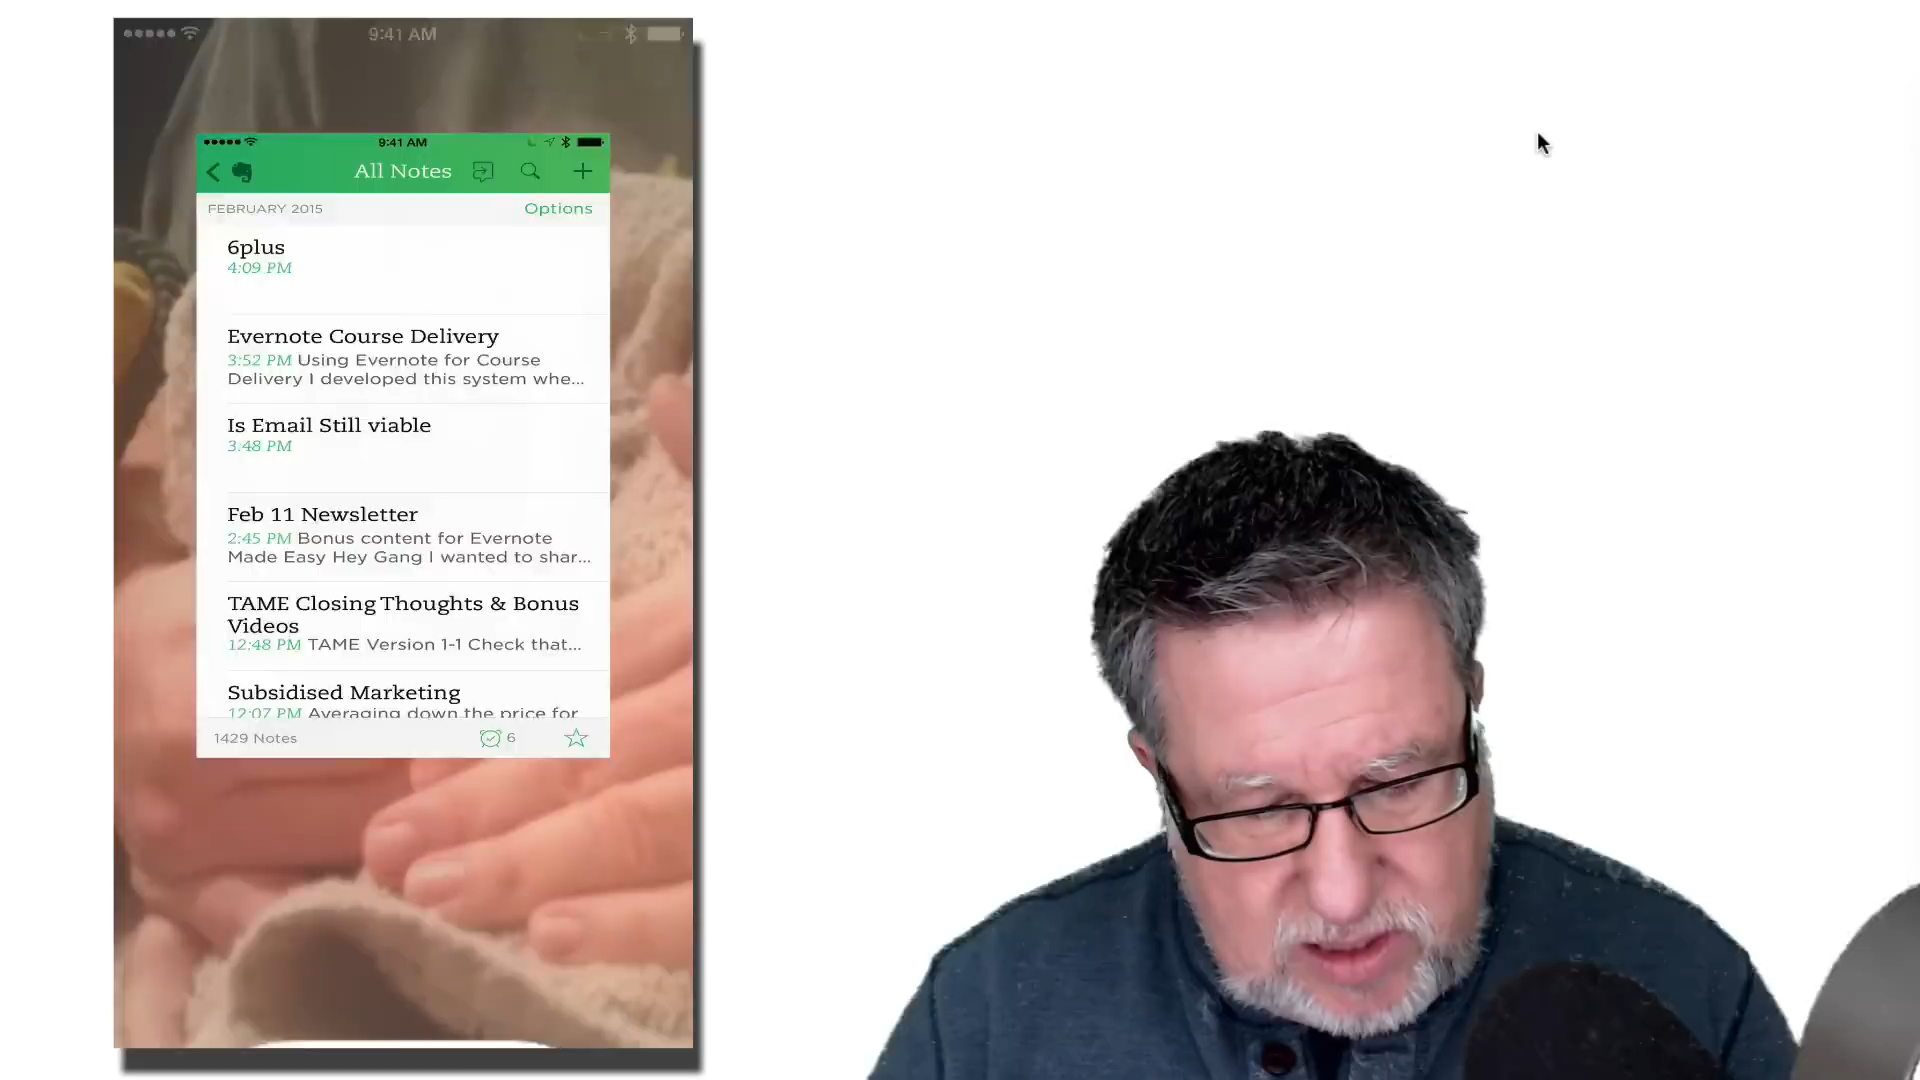 9:41 AM
9:41 AM
All Notes
FEBRUARY 2015
Options
6plus
4:09 PM
Evernote Course Delivery
3:52 PM Using Evernote for Course
Delivery I developed this system whe...
Is Email Still viable
3:48 PM
Feb 11 Newsletter
2:45 PM Bonus content for Evernote
Made Easy Hey Gang I wanted to shar...
TAME Closing Thoughts & Bonus
Videos
12:48 PM TAME Version 1-1 Check that...
Subsidised Marketing
12:07 PM Averaging down the price for
1429 Notes
6